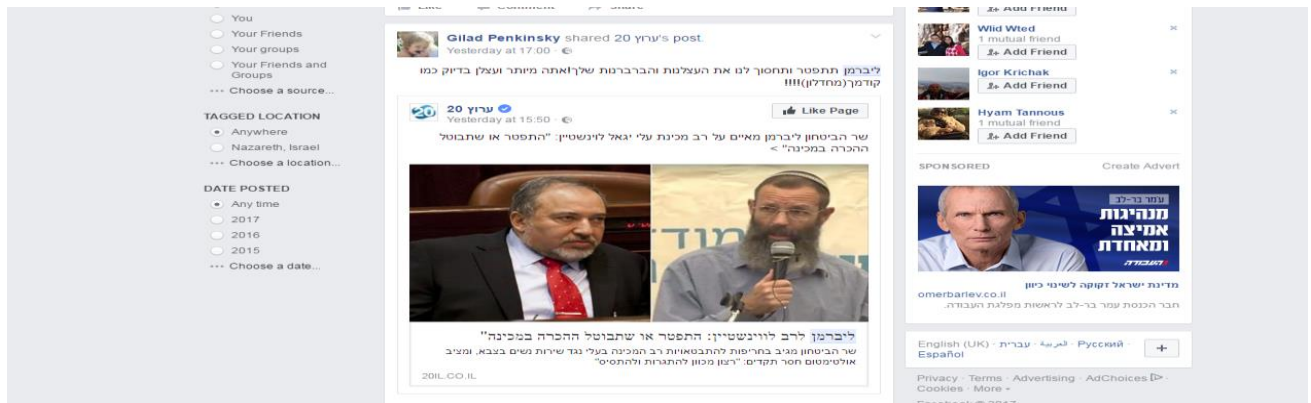 You
Your Friends
Your groups
Your Friends and
Groups
Choose a source...
TAGGED LOCATION
Anywhere
Nazareth, Israel
Choose a location...
DATE POSTED
Any time
2017
2016
2015
Choose a date...
Like Comment Share
Gilad Penkinsky shared ערוץ 20's post.
Yesterday at 17:00
ליברמן תתפטר ותחסוך לנו את העצלנות והברברנות שלך!אתה מיותר ועצלן בדיוק כמו
קודמך(מחדלון)!!!!
ערוץ 20
Yesterday at 15:50
Like Page
שר הביטחון ליברמן מאיים על רב מכינת עלי יגאל לוינשטיין: "התפטר או שתבוטל
ההכרה במכינה" >
ליברמן לרב לווינשטיין: התפטר או שתבוטל ההכרה במכינה"
שר הביטחון מגיב בחריפות להתבטאויות רב המכינה בעלי נגד שירות נשים בצבא, ומציב
אולטימטום חסר תקדים: "רצון מכוון להתגרות ולהתסיס"
20IL.CO.IL
Add Friend
Wlid Wted
1 mutual friend
Add Friend
Igor Krichak
Add Friend
Hyam Tannous
1 mutual friend
Add Friend
SPONSORED
Create Advert
עמר בר-לב
מנהיגות
אמיצה
ומאחדת
העבודה
מדינת ישראל זקוקה לשינוי כיוון
omerbarlev.co.il
חבר הכנסת עמר בר-לב לראשות מפלגת העבודה.
English (UK) · עברית · العربية · Русский ·
Español
Privacy · Terms · Advertising · AdChoices ·
Cookies · More
Facebook © 2017